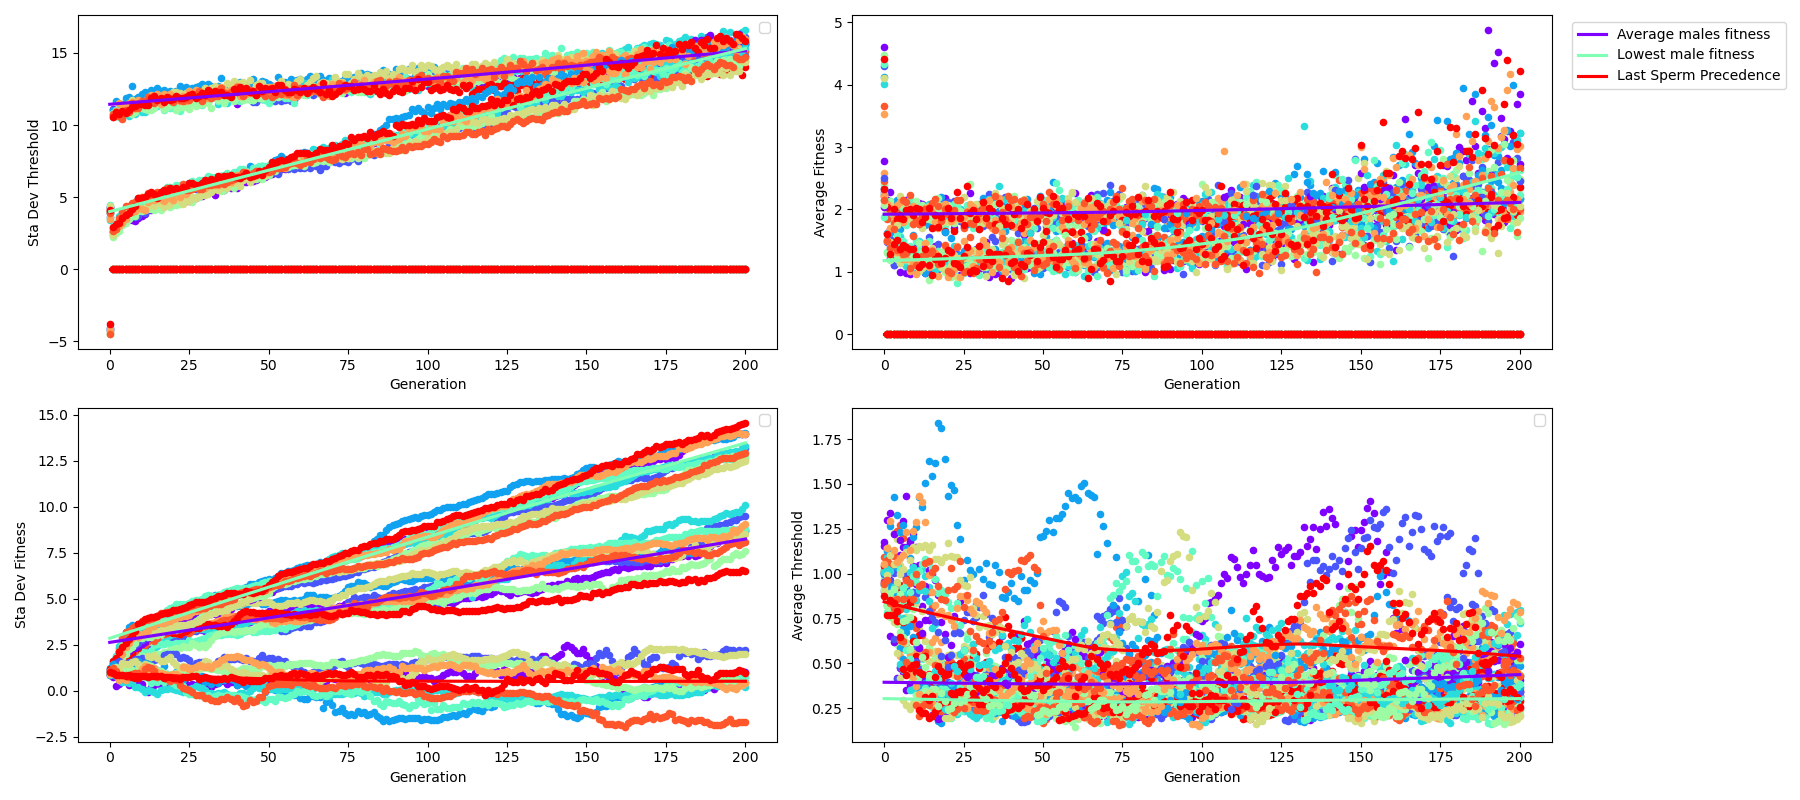 Sta Dev Threshold
15
10
5
0
−5
0 25 50 75 100 125 150 175 200
Generation
Average Fitness
5
4
3
2
1
0
0 25 50 75 100 125 150 175 200
Generation
Average males fitness
Lowest male fitness
Last Sperm Precedence
Sta Dev Fitness
15.0
12.5
10.0
7.5
5.0
2.5
0.0
−2.5
0 25 50 75 100 125 150 175 200
Generation
Average Threshold
1.75
1.50
1.25
1.00
0.75
0.50
0.25
0 25 50 75 100 125 150 175 200
Generation